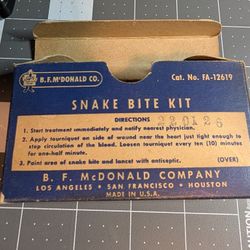 B. F. McDONALD CO.
Cat. No. FA-12619
SNAKE BITE KIT
DIRECTIONS
1. Start treatment immediately and notify nearest physician.
2. Apply tourniquet on side of wound near the heart just tight enough to
stop circulation of the blood. Loosen tourniquet every ten (10) minutes
for one-half minute.
3. Paint area of snake bite and lance with antiseptic.
(OVER)
B. F. McDONALD COMPANY
LOS ANGELES • SAN FRANCISCO • HOUSTON
MADE IN U.S.A.